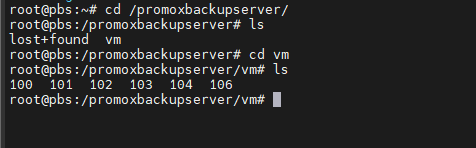 root@pbs:~# cd /promoxbackupserver/
root@pbs:/promoxbackupserver# ls
lost+found  vm
root@pbs:/promoxbackupserver# cd vm
root@pbs:/promoxbackupserver/vm# ls
100  101  102  103  104  106
root@pbs:/promoxbackupserver/vm#